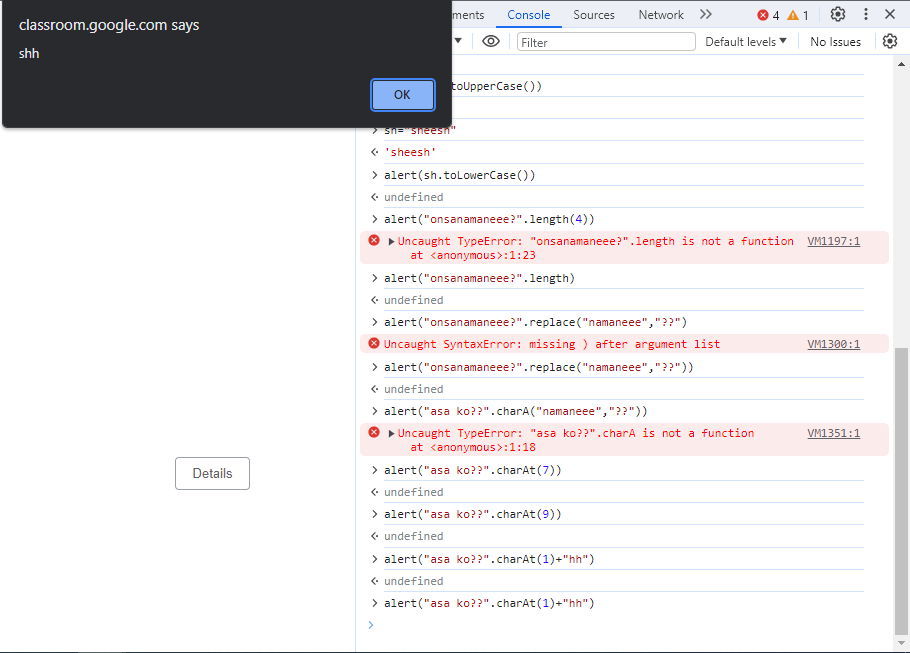 classroom.google.com says
shh
OK
ments Console Sources Network
4 1
Filter
Default levels
No Issues
toUpperCase())
sh="sheesh"
'sheesh'
alert(sh.toLowerCase())
undefined
alert("onsanamaneee?".length(4))
Uncaught TypeError: "onsanamaneee?".length is not a function VM1197:1
at <anonymous>:1:23
alert("onsanamaneee?".length)
undefined
alert("onsanamaneee?".replace("namaneee","??")
Uncaught SyntaxError: missing ) after argument list VM1300:1
alert("onsanamaneee?".replace("namaneee","??"))
undefined
alert("asa ko??".charA("namaneee","??"))
Uncaught TypeError: "asa ko??".charA is not a function VM1351:1
at <anonymous>:1:18
alert("asa ko??".charAt(7))
undefined
alert("asa ko??".charAt(9))
undefined
alert("asa ko??".charAt(1)+"hh")
undefined
alert("asa ko??".charAt(1)+"hh")
Details